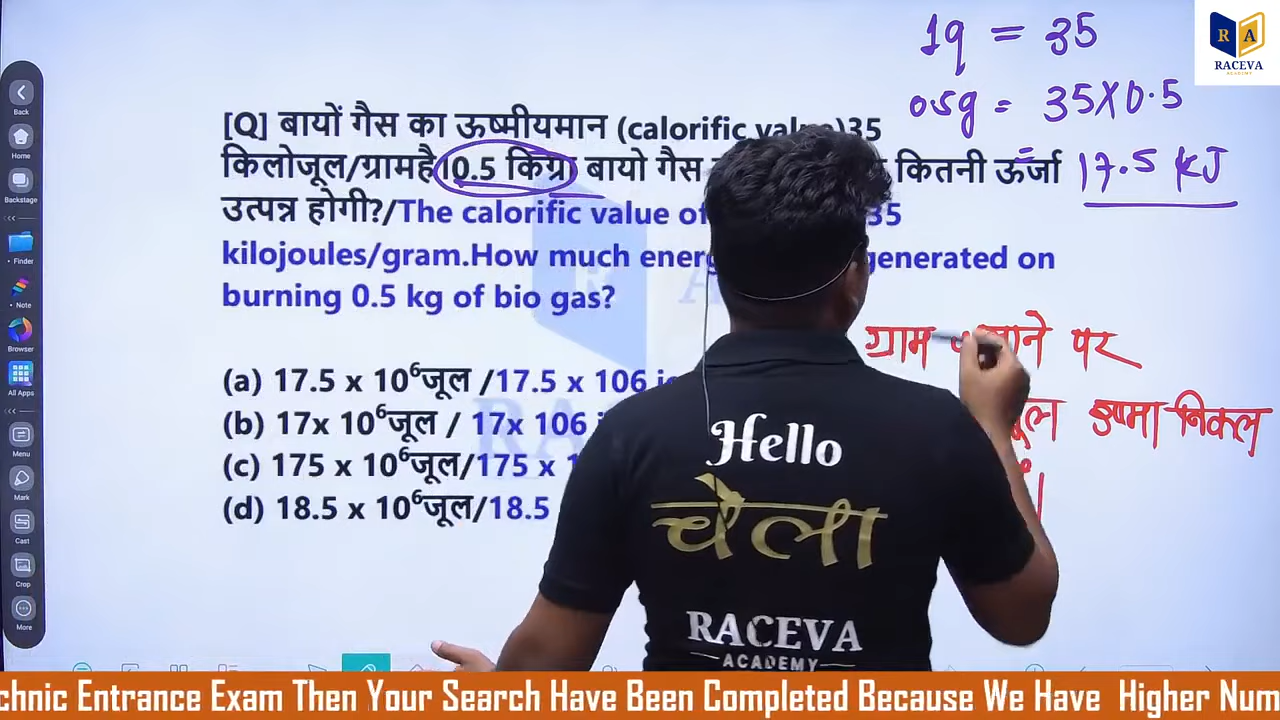 1g = 35
0.5g = 35X0.5
= 17.5 KJ
R A
RACEVA
ACADEMY
[Q] बायों गैस का ऊष्मीयमान (calorific value)35
किलोजूल/ग्रामहै।0.5 किग्रा बायो गैस कितनी ऊर्जा
उत्पन्न होगी?/The calorific value of 35
kilojoules/gram.How much energ generated on
burning 0.5 kg of bio gas?
(a) 17.5 x 10⁶जूल /17.5 x 106
(b) 17x 10⁶जूल / 17x 106
(c) 175 x 10⁶जूल/175 x 1
(d) 18.5 x 10⁶जूल/18.5
ग्राम पर
ऊष्मा निकल
Hello
चेला
RACEVA
ACADEMY
Back
Home
Backstage
Finder
Note
Browser
All Apps
Menu
Mark
Cast
Crop
More
chnic Entrance Exam Then Your Search Have Been Completed Because We Have Higher Num